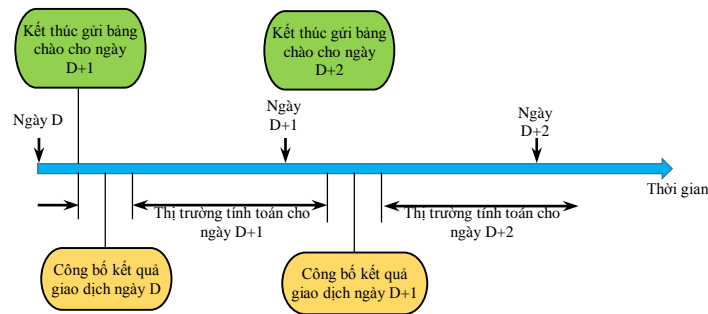 Kết thúc gửi bảng
chào cho ngày
D+1
Kết thúc gửi bảng
chào cho ngày
D+2
Ngày D
Ngày
D+1
Ngày
D+2
Thời gian
Thị trường tính toán cho
ngày D+1
Thị trường tính toán cho
ngày D+2
Công bố kết quả
giao dịch ngày D
Công bố kết quả
giao dịch ngày D+1